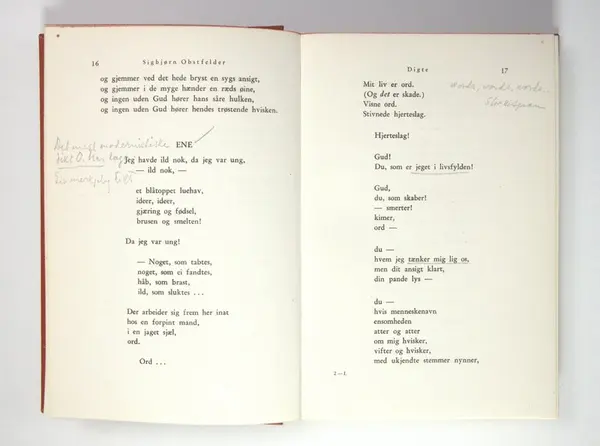 16 Sigbjørn Obstfelder
og gjemmer ved det hede bryst en sygs ansigt,
og gjemmer i de myge hænder en ræds øine,
og ingen uden Gud hører hans såre hulken,
og ingen uden Gud hører hendes trøstende hvisken.
ENE
Jeg havde ild nok, da jeg var ung,
— ild nok, —
et blåtoppet luehav,
ideer, ideer,
gjæring og fødsel,
brusen og smelten!
Da jeg var ung!
— Noget, som tabtes,
noget, som ei fandtes,
håb, som brast,
ild, som sluktes ...
Der arbeider sig frem her inat
hos en forpint mand,
i en jaget sjæl,
ord.
Ord ...
Digte 17
Mit liv er ord.
(Og det er skade.)
Visne ord.
Stivnede hjerteslag.
words, words, words..
Shakespeare
Hjerteslag!
Gud!
Du, som er jeget i livsfylden!
Gud,
du, som skaber!
— smerter!
kimer,
ord —
du —
hvem jeg tænker mig lig os,
men dit ansigt klart,
din pande lys —
du —
hvis menneskenavn
ensomheden
atter og atter
om mig hvisker,
vifter og hvisker,
med ukjendte stemmer nynner,
2—I.